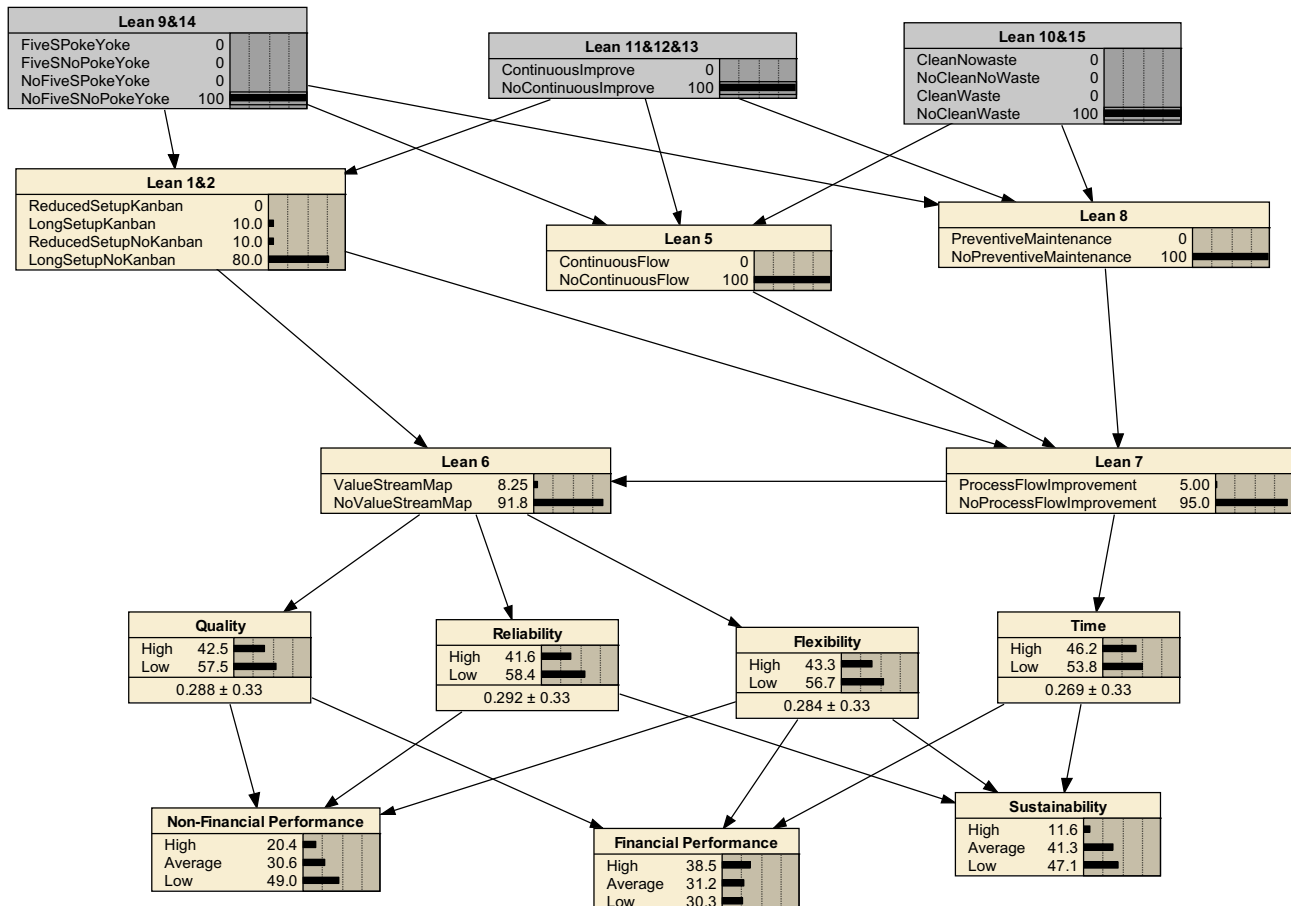 Lean 9&14
FiveSPokeYoke 0
FiveSNoPokeYoke 0
NoFiveSPokeYoke 0
NoFiveSNoPokeYoke 100
Lean 11&12&13
ContinuousImprove 0
NoContinuousImprove 100
Lean 10&15
CleanNowaste 0
NoCleanNoWaste 0
CleanWaste 0
NoCleanWaste 100
Lean 1&2
ReducedSetupKanban 0
LongSetupKanban 10.0
ReducedSetupNoKanban 10.0
LongSetupNoKanban 80.0
Lean 5
ContinuousFlow 0
NoContinuousFlow 100
Lean 8
PreventiveMaintenance 0
NoPreventiveMaintenance 100
Lean 6
ValueStreamMap 8.25
NoValueStreamMap 91.8
Lean 7
ProcessFlowImprovement 5.00
NoProcessFlowImprovement 95.0
Quality
High 42.5
Low 57.5
0.288 ± 0.33
Reliability
High 41.6
Low 58.4
0.292 ± 0.33
Flexibility
High 43.3
Low 56.7
0.284 ± 0.33
Time
High 46.2
Low 53.8
0.269 ± 0.33
Non-Financial Performance
High 20.4
Average 30.6
Low 49.0
Financial Performance
High 38.5
Average 31.2
Low 30.3
Sustainability
High 11.6
Average 41.3
Low 47.1